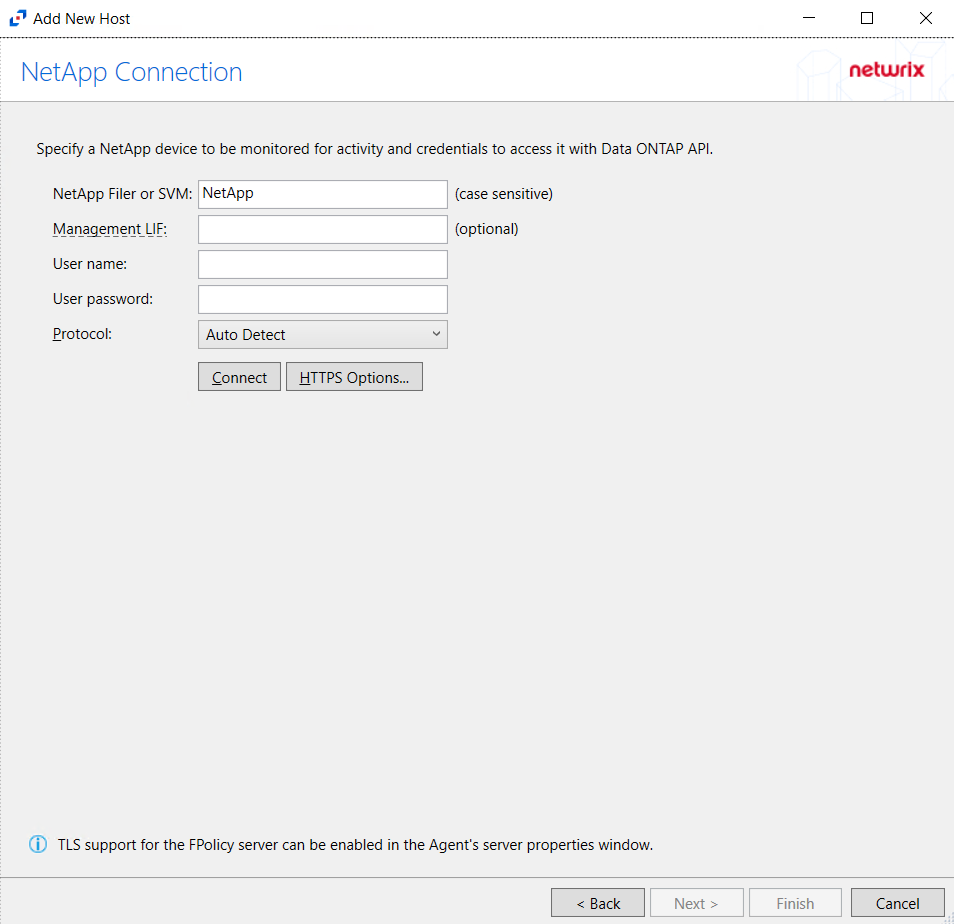 Add New Host
NetApp Connection
netwrix
Specify a NetApp device to be monitored for activity and credentials to access it with Data ONTAP API.
NetApp Filer or SVM: NetApp (case sensitive)
Management LIF: (optional)
User name:
User password:
Protocol: Auto Detect
Connect HTTPS Options...
TLS support for the FPolicy server can be enabled in the Agent's server properties window.
< Back Next > Finish Cancel